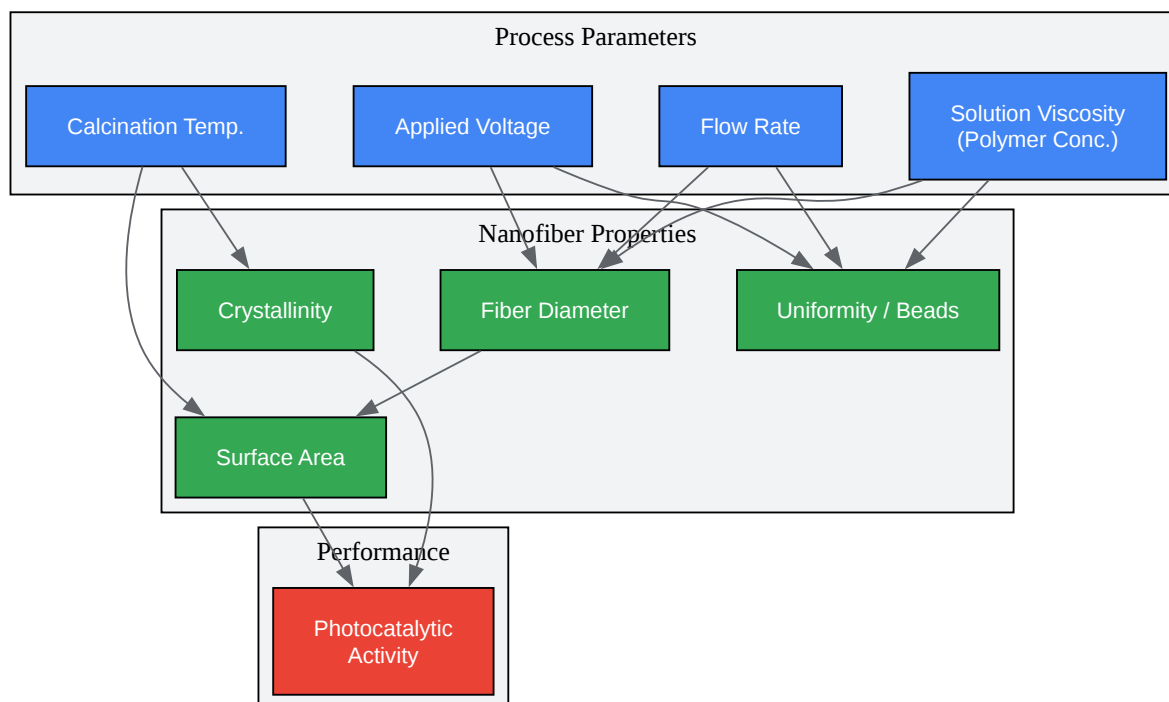 Process Parameters
Calcination Temp.
Applied Voltage
Flow Rate
Solution Viscosity
(Polymer Conc.)
Nanofiber Properties
Crystallinity
Fiber Diameter
Uniformity / Beads
Surface Area
Performance
Photocatalytic
Activity